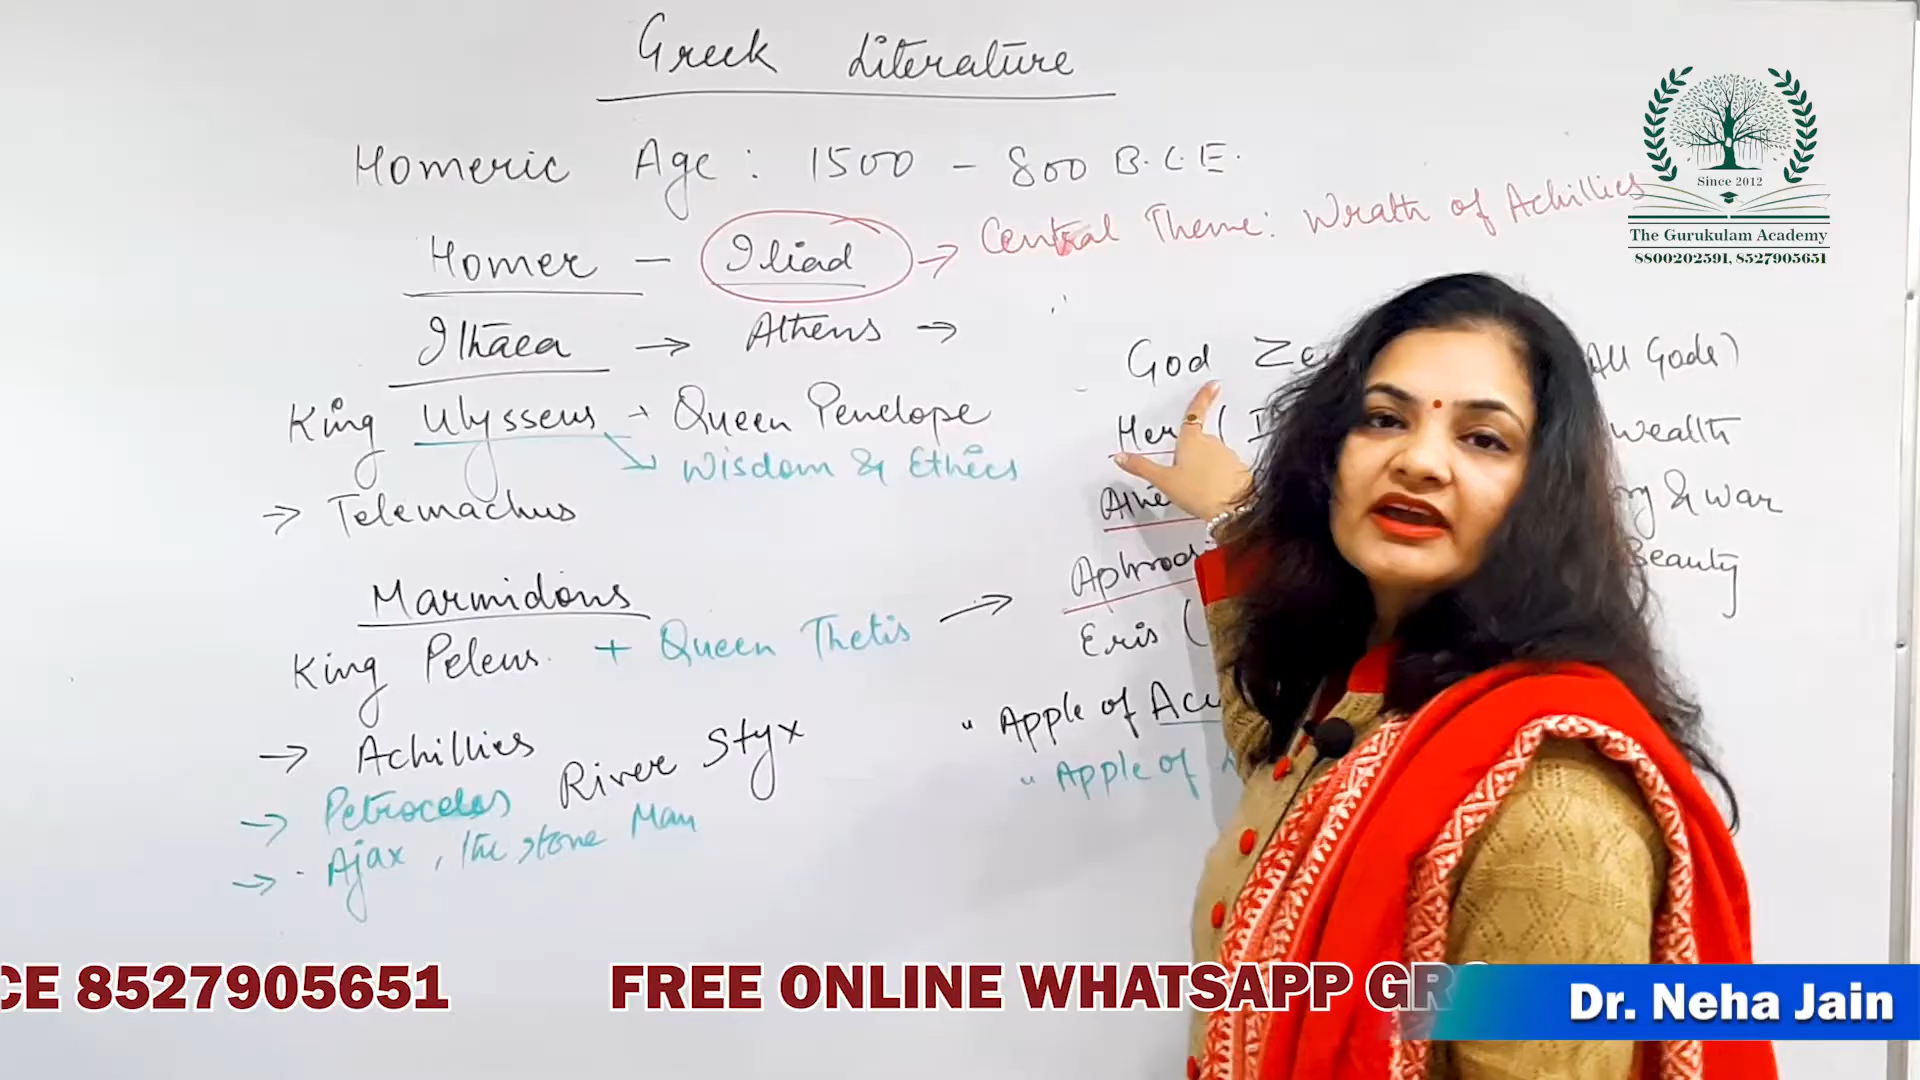 Greek Literature
Homeric Age : 1500 - 800 B.C.E.
Homer - Iliad → Central Theme: Wrath of Achillies
Ithaca → Athens →
King Ulysseus → Queen Penelope
Wisdom & Ethics
→ Telemachus
Marmidons
King Peleus + Queen Thetis →
→ Achillies
River Styx
→ Petrocelos
→ Ajax, the stone Man
God All Gods)
wealth
& war
Beauty
Eris (
" Apple of
" Apple of
Since 2012
The Gurukulam Academy
8800202591, 8527905651
CE 8527905651 FREE ONLINE WHATSAPP GR
Dr. Neha Jain